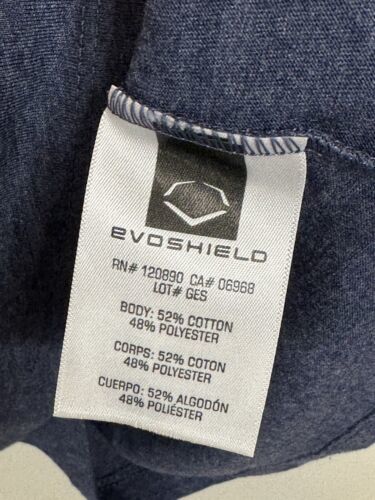 EVOSHIELD
RN# 120890 CA# 06968
LOT# GES
BODY: 52% COTTON
48% POLYESTER
CORPS: 52% COTON
48% POLYESTER
CUERPO: 52% ALGODÓN
48% POLIÉSTER